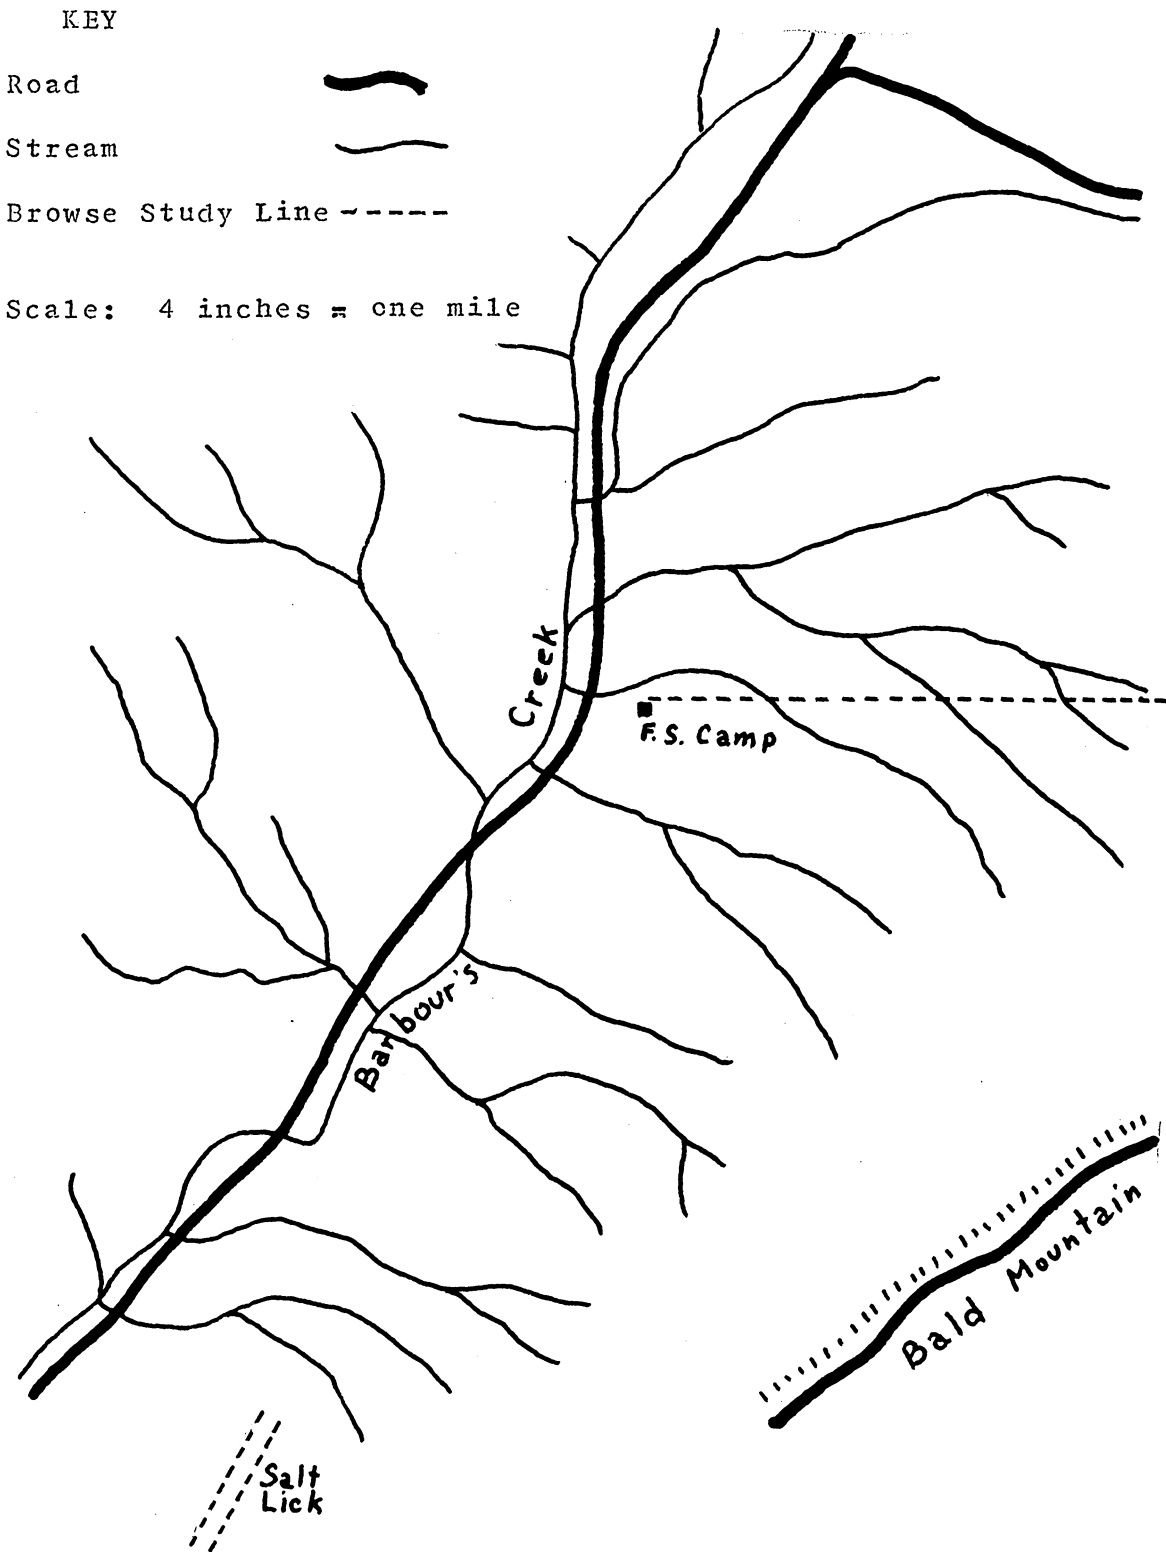 KEY
Road
Stream
Browse Study Line
Scale: 4 inches = one mile
Creek
F.S. Camp
Barbour's
Bald Mountain
Salt
Lick